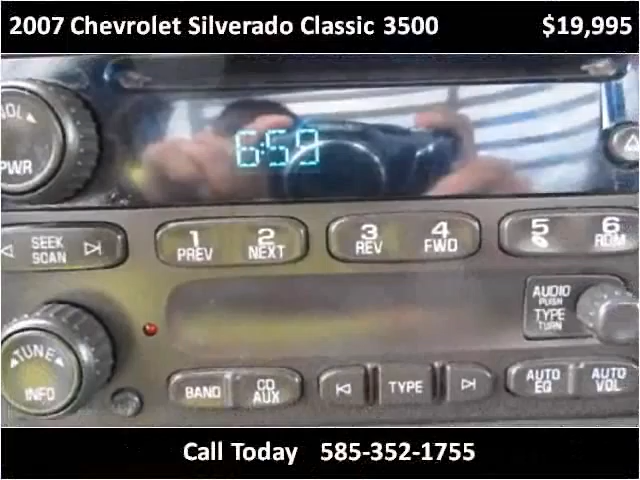 2007 Chevrolet Silverado Classic 3500 $19,995
VOL
PWR
6:59
SEEK
SCAN
1 PREV
2 NEXT
3 REV
4 FWD
5
6 RDM
AUDIO
PUSH
TYPE
TURN
TUNE
INFO
BAND
CD
AUX
TYPE
AUTO
EQ
AUTO
VOL
Call Today 585-352-1755